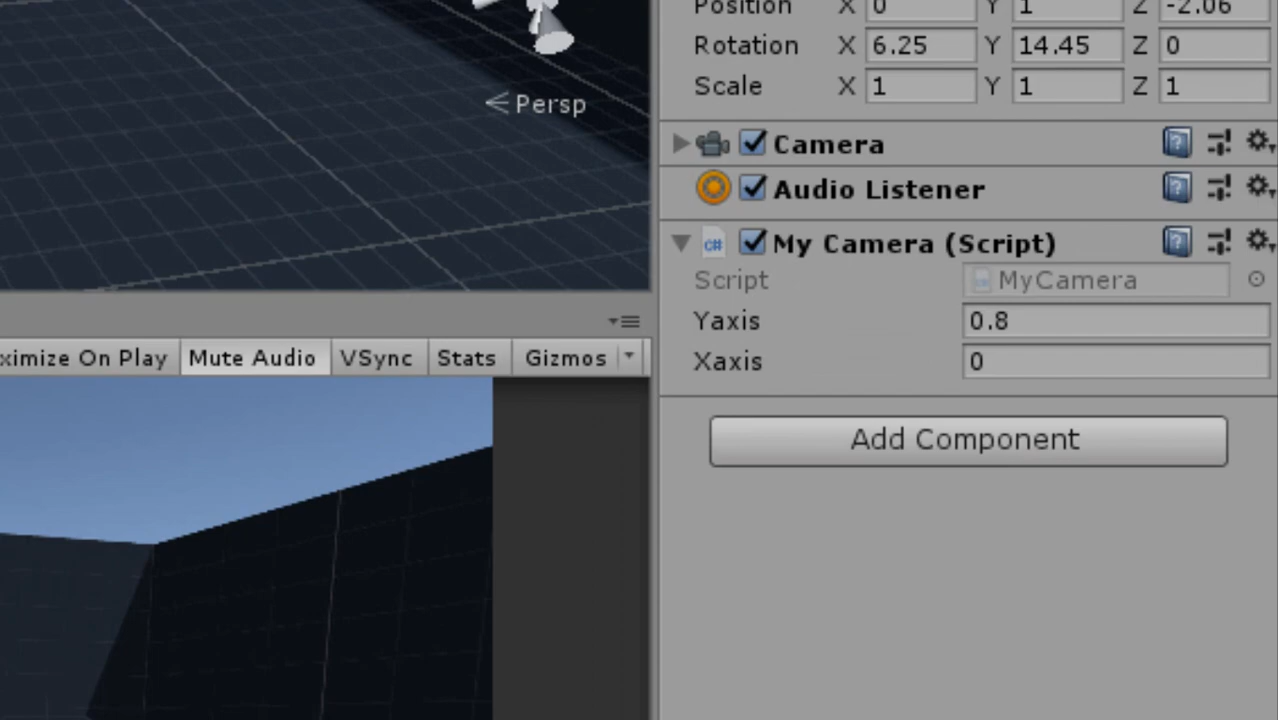 Position X 0 Y 1 Z -2.06
Rotation X 6.25 Y 14.45 Z 0
Scale X 1 Y 1 Z 1
Persp
Camera
Audio Listener
C# My Camera (Script)
Script MyCamera
Yaxis 0.8
Xaxis 0
ximize On Play Mute Audio VSync Stats Gizmos
Add Component